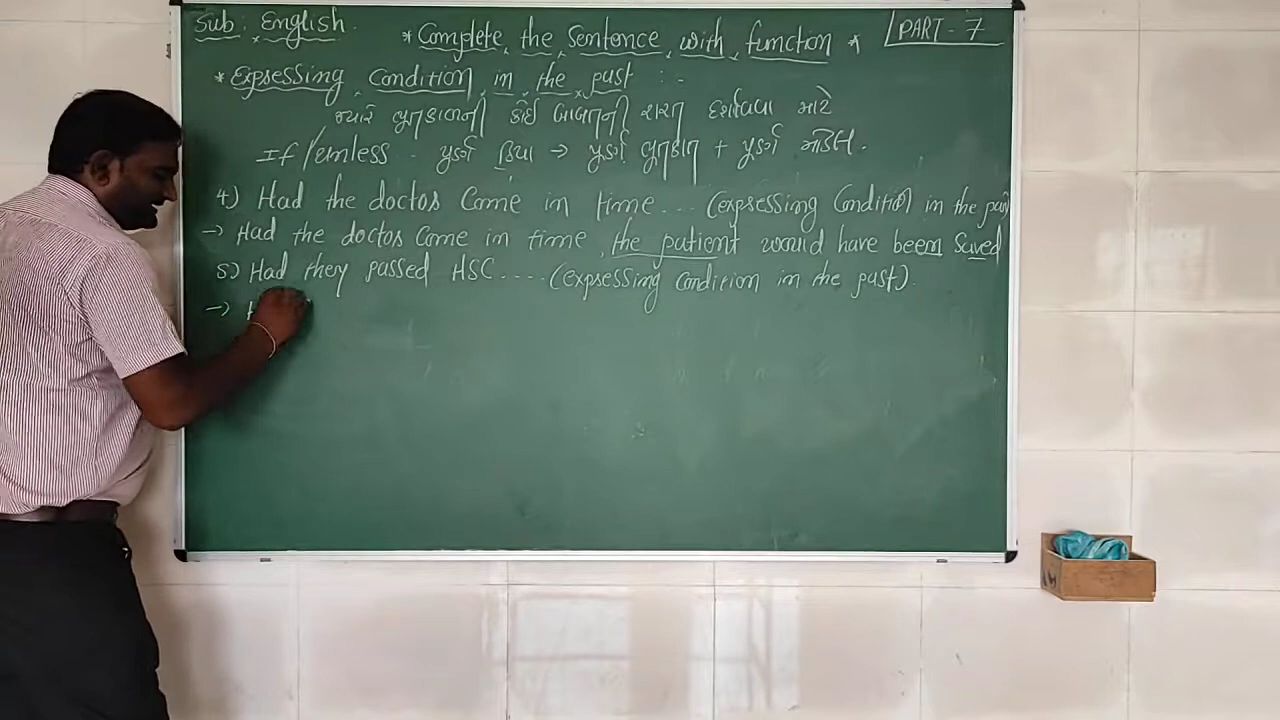 Sub : English.
* Complete the Sentence with function *
PART - 7
* Expressing Condition in the past :-
જ્યારે ભૂતકાળની કોઈ બાબતની શરત દર્શાવવા માટે
If / unless - પૂર્ણ ક્રિયા → પૂર્ણ ભૂતકાળ + પૂર્ણ મોડલ.
4) Had the doctor come in time... (expressing Condition in the past
→ Had the doctor come in time, the patient would have been saved
5) Had they passed HSC.... (expressing condition in the past).
→ H